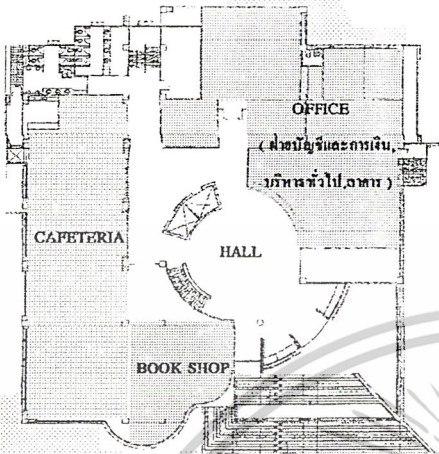 OFFICE
( ฝ่ายบัญชีและการเงิน,
บริหารทั่วไป,อาคาร )
CAFETERIA
HALL
BOOK SHOP